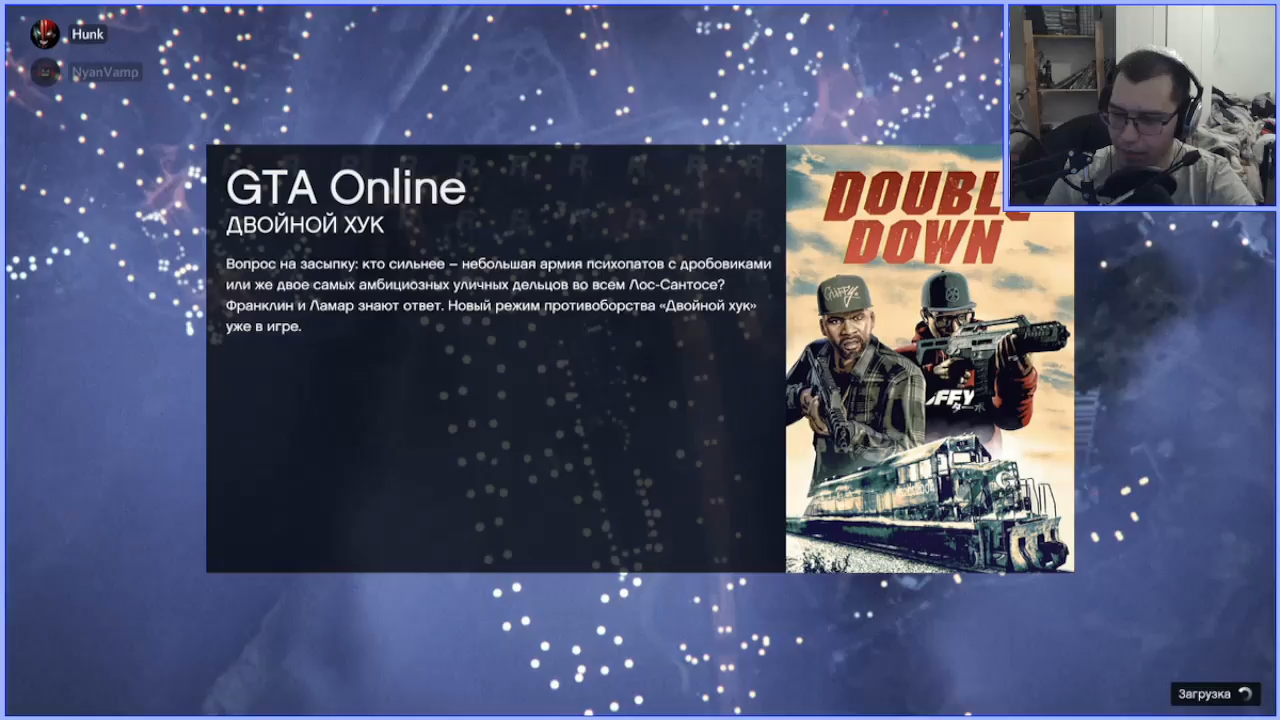 Hunk
NyanVamp
GTA Online
ДВОЙНОЙ ХУК
Вопрос на засыпку: кто сильнее – небольшая армия психопатов с дробовиками
или же двое самых амбициозных уличных дельцов во всем Лос-Сантосе?
Франклин и Ламар знают ответ. Новый режим противоборства «Двойной хук»
уже в игре.
DOUBL
DOWN
Загрузка